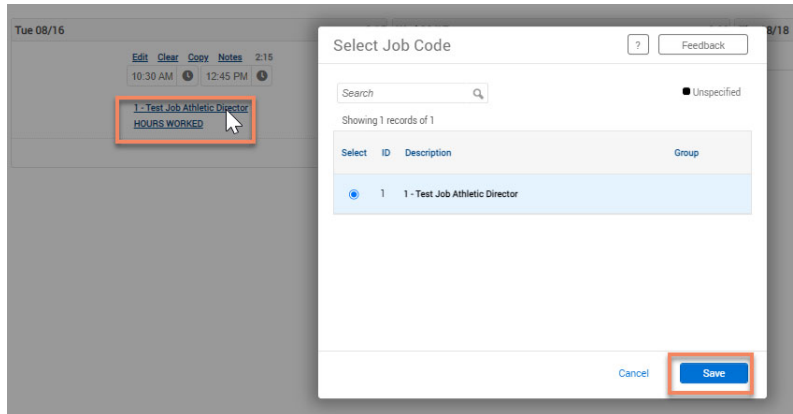 Tue 08/16
8/18
Edit Clear Copy Notes 2:15
10:30 AM 12:45 PM
1 - Test Job Athletic Director
HOURS WORKED
Select Job Code
? Feedback
Search
Unspecified
Showing 1 records of 1
Select ID Description Group
1 1 - Test Job Athletic Director
Cancel Save